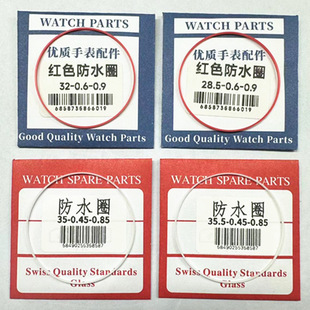 WATCH PARTS
优质手表配件
红色防水圈
32-0.6-0.9
6858736866019
Good Quality Watch Parts
WATCH PARTS
优质手表配件
红色防水圈
28.5-0.6-0.9
6858736866019
Good Quality Watch Parts
WATCH SPARE PARTS
防水圈
35-0.45-0.85
Swiss Quality Standards
Glass
WATCH SPARE PARTS
防水圈
35.5-0.45-0.85
Swiss Quality Standards
Glass